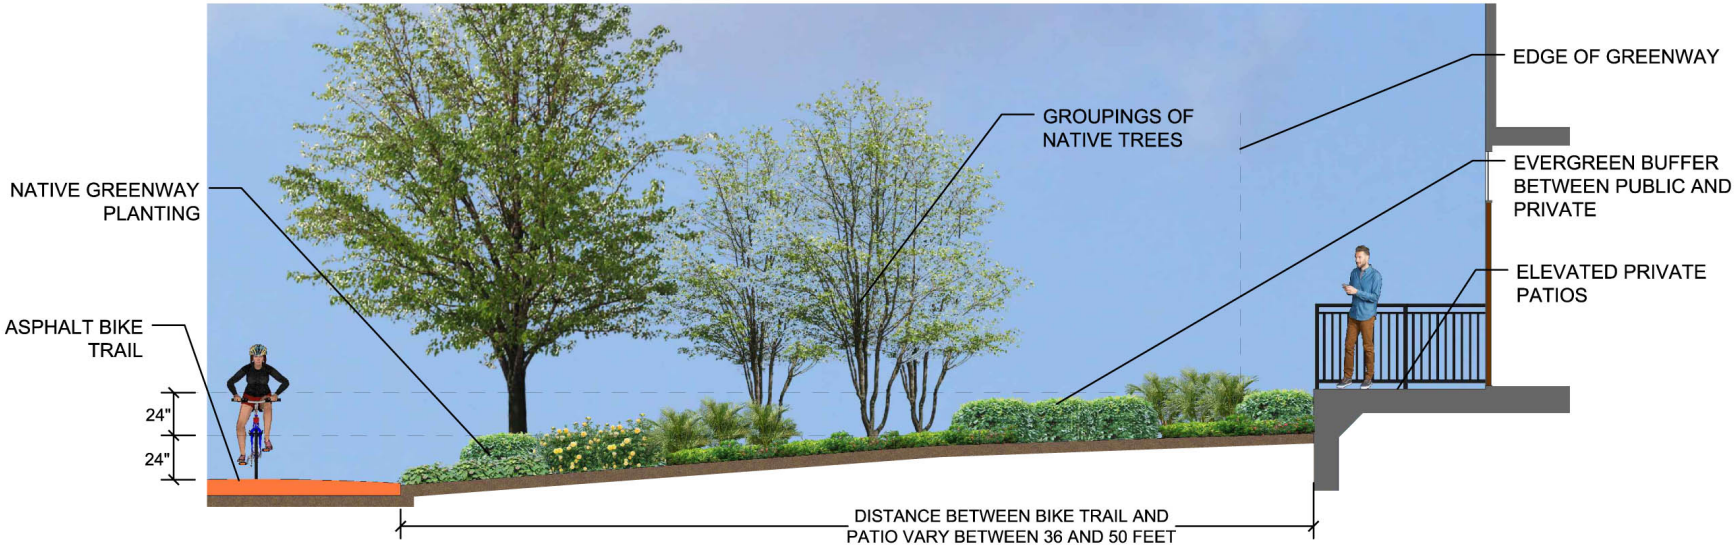 EDGE OF GREENWAY
GROUPINGS OF
NATIVE TREES
EVERGREEN BUFFER
BETWEEN PUBLIC AND
PRIVATE
NATIVE GREENWAY
PLANTING
ELEVATED PRIVATE
PATIOS
ASPHALT BIKE
TRAIL
24"
24"
DISTANCE BETWEEN BIKE TRAIL AND
PATIO VARY BETWEEN 36 AND 50 FEET